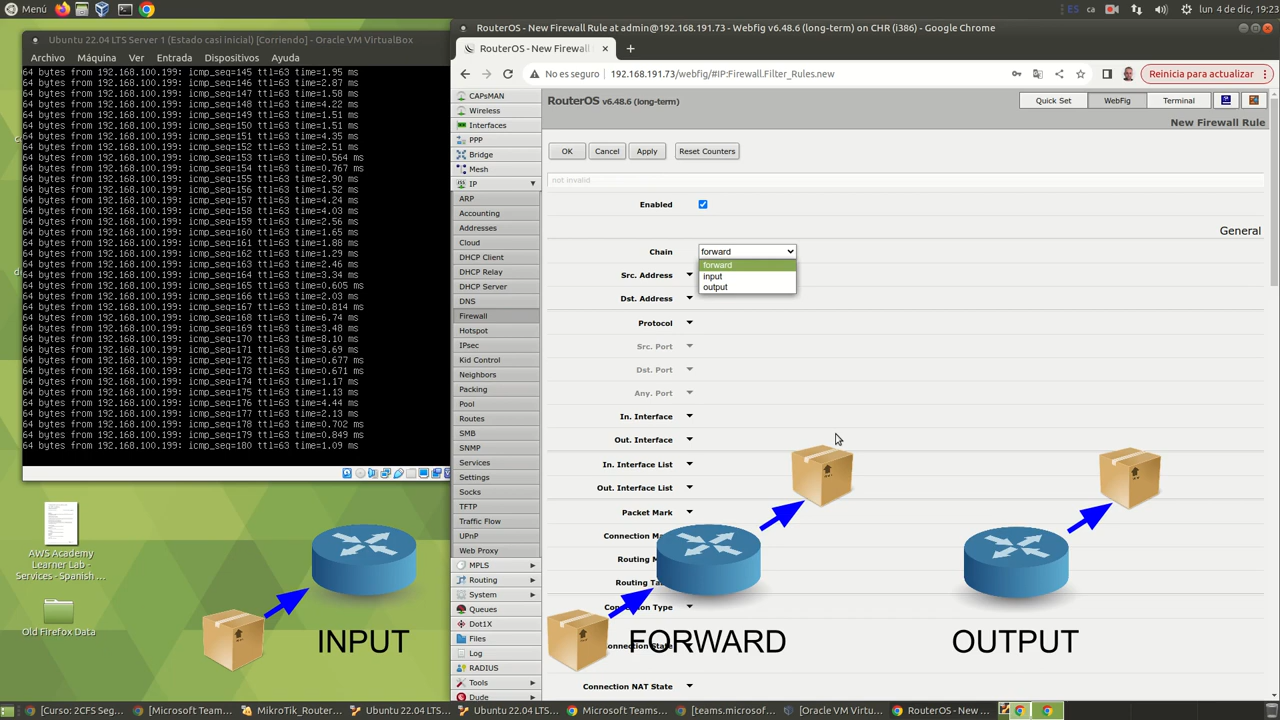 Menú
ES
ca
lun 4 de dic, 19:23
Ubuntu 22.04 LTS Server 1 (Estado casi inicial) [Corriendo] - Oracle VM VirtualBox
Archivo Máquina Ver Entrada Dispositivos Ayuda
64 bytes from 192.168.100.199: icmp_seq=145 ttl=63 time=1.95 ms
64 bytes from 192.168.100.199: icmp_seq=146 ttl=63 time=2.87 ms
64 bytes from 192.168.100.199: icmp_seq=147 ttl=63 time=1.58 ms
64 bytes from 192.168.100.199: icmp_seq=148 ttl=63 time=4.22 ms
64 bytes from 192.168.100.199: icmp_seq=149 ttl=63 time=1.51 ms
64 bytes from 192.168.100.199: icmp_seq=150 ttl=63 time=1.51 ms
64 bytes from 192.168.100.199: icmp_seq=151 ttl=63 time=4.35 ms
64 bytes from 192.168.100.199: icmp_seq=152 ttl=63 time=2.51 ms
64 bytes from 192.168.100.199: icmp_seq=153 ttl=63 time=0.564 ms
64 bytes from 192.168.100.199: icmp_seq=154 ttl=63 time=0.767 ms
64 bytes from 192.168.100.199: icmp_seq=155 ttl=63 time=2.90 ms
64 bytes from 192.168.100.199: icmp_seq=156 ttl=63 time=1.52 ms
64 bytes from 192.168.100.199: icmp_seq=157 ttl=63 time=4.24 ms
64 bytes from 192.168.100.199: icmp_seq=158 ttl=63 time=4.03 ms
64 bytes from 192.168.100.199: icmp_seq=159 ttl=63 time=2.56 ms
64 bytes from 192.168.100.199: icmp_seq=160 ttl=63 time=1.65 ms
64 bytes from 192.168.100.199: icmp_seq=161 ttl=63 time=1.88 ms
64 bytes from 192.168.100.199: icmp_seq=162 ttl=63 time=1.29 ms
64 bytes from 192.168.100.199: icmp_seq=163 ttl=63 time=2.46 ms
64 bytes from 192.168.100.199: icmp_seq=164 ttl=63 time=3.34 ms
64 bytes from 192.168.100.199: icmp_seq=165 ttl=63 time=0.605 ms
64 bytes from 192.168.100.199: icmp_seq=166 ttl=63 time=2.03 ms
64 bytes from 192.168.100.199: icmp_seq=167 ttl=63 time=0.814 ms
64 bytes from 192.168.100.199: icmp_seq=168 ttl=63 time=6.74 ms
64 bytes from 192.168.100.199: icmp_seq=169 ttl=63 time=3.48 ms
64 bytes from 192.168.100.199: icmp_seq=170 ttl=63 time=8.10 ms
64 bytes from 192.168.100.199: icmp_seq=171 ttl=63 time=3.69 ms
64 bytes from 192.168.100.199: icmp_seq=172 ttl=63 time=0.677 ms
64 bytes from 192.168.100.199: icmp_seq=173 ttl=63 time=0.671 ms
64 bytes from 192.168.100.199: icmp_seq=174 ttl=63 time=1.17 ms
64 bytes from 192.168.100.199: icmp_seq=175 ttl=63 time=1.13 ms
64 bytes from 192.168.100.199: icmp_seq=176 ttl=63 time=4.44 ms
64 bytes from 192.168.100.199: icmp_seq=177 ttl=63 time=2.13 ms
64 bytes from 192.168.100.199: icmp_seq=178 ttl=63 time=0.702 ms
64 bytes from 192.168.100.199: icmp_seq=179 ttl=63 time=0.849 ms
64 bytes from 192.168.100.199: icmp_seq=180 ttl=63 time=1.09 ms
AWS Academy
Learner Lab -
Services - Spanish ...
Old Firefox Data
RouterOS - New Firewall Rule at admin@192.168.191.73 - Webfig v6.48.6 (long-term) on CHR (i386) - Google Chrome
RouterOS - New Firewall
No es seguro 192.168.191.73/webfig/#IP:Firewall.Filter_Rules.new
Reinicia para actualizar
CAPsMAN
Wireless
Interfaces
PPP
Bridge
Mesh
IP
ARP
Accounting
Addresses
Cloud
DHCP Client
DHCP Relay
DHCP Server
DNS
Firewall
Hotspot
IPsec
Kid Control
Neighbors
Packing
Pool
Routes
SMB
SNMP
Services
Settings
Socks
TFTP
Traffic Flow
UPnP
Web Proxy
MPLS
Routing
System
Queues
Dot1X
Files
Log
RADIUS
Tools
Dude
RouterOS v6.48.6 (long-term)
Quick Set WebFig Terminal
New Firewall Rule
OK Cancel Apply Reset Counters
not invalid
Enabled
General
Chain forward
forward
input
output
Src. Address
Dst. Address
Protocol
Src. Port
Dst. Port
Any. Port
In. Interface
Out. Interface
In. Interface List
Out. Interface List
Packet Mark
Connection M
Routing M
Routing Ta
Connection Type
Connection State
Connection NAT State
INPUT FORWARD OUTPUT
[Curso: 2CFS Seg...
[Microsoft Teams...
MikroTik_Router...
Ubuntu 22.04 LTS...
Ubuntu 22.04 LTS...
Microsoft Teams...
[teams.microsof...
[Oracle VM Virtu...
RouterOS - New ...